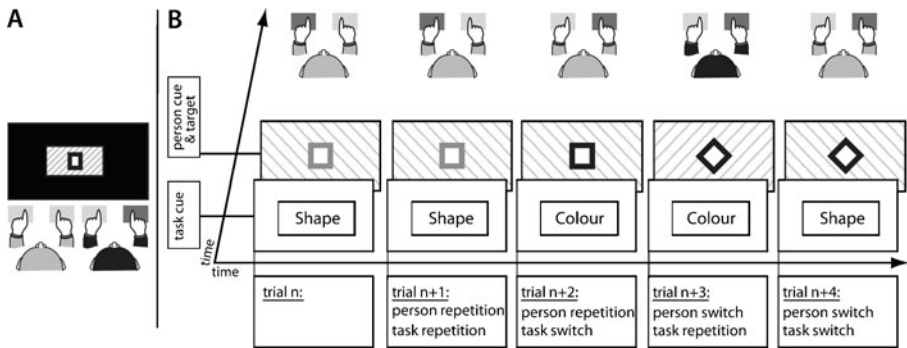 A
B
person cue
& target
task cue
Shape
Shape
Colour
Colour
Shape
time
time
trial n:
trial n+1:
person repetition
task repetition
trial n+2:
person repetition
task switch
trial n+3:
person switch
task repetition
trial n+4:
person switch
task switch